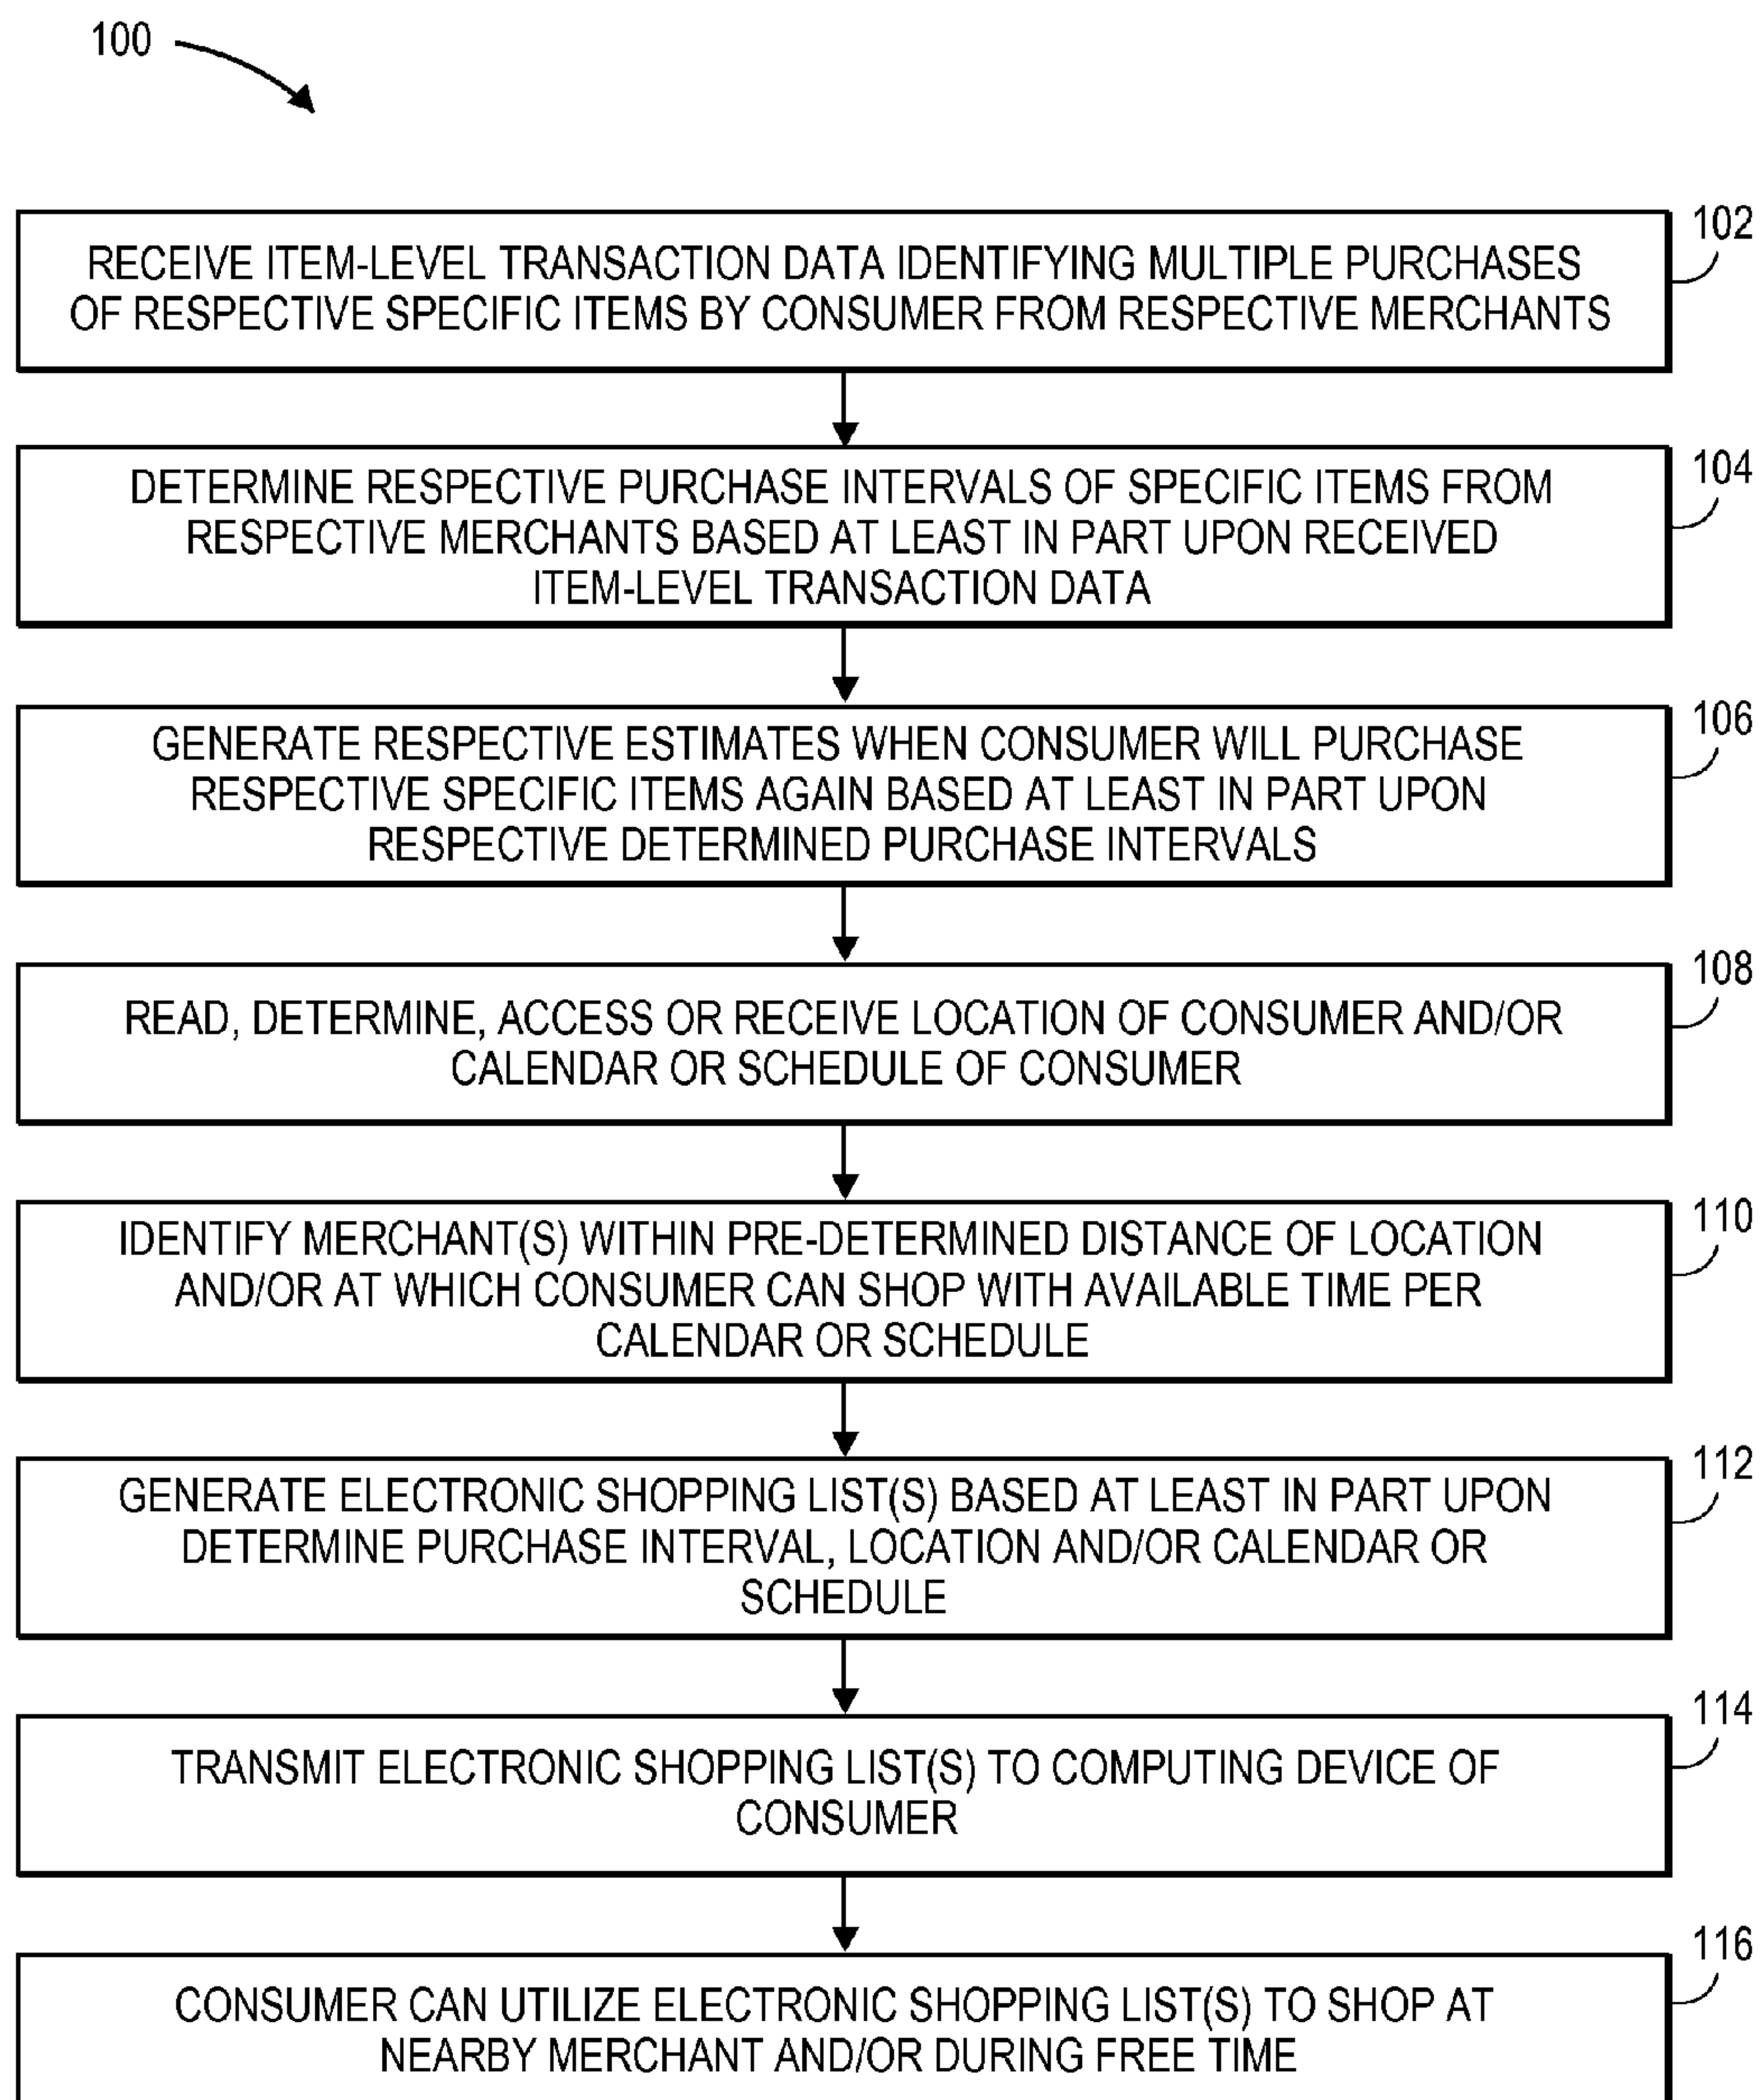 100
102
RECEIVE ITEM-LEVEL TRANSACTION DATA IDENTIFYING MULTIPLE PURCHASES
OF RESPECTIVE SPECIFIC ITEMS BY CONSUMER FROM RESPECTIVE MERCHANTS
104
DETERMINE RESPECTIVE PURCHASE INTERVALS OF SPECIFIC ITEMS FROM
RESPECTIVE MERCHANTS BASED AT LEAST IN PART UPON RECEIVED
ITEM-LEVEL TRANSACTION DATA
106
GENERATE RESPECTIVE ESTIMATES WHEN CONSUMER WILL PURCHASE
RESPECTIVE SPECIFIC ITEMS AGAIN BASED AT LEAST IN PART UPON
RESPECTIVE DETERMINED PURCHASE INTERVALS
108
READ, DETERMINE, ACCESS OR RECEIVE LOCATION OF CONSUMER AND/OR
CALENDAR OR SCHEDULE OF CONSUMER
110
IDENTIFY MERCHANT(S) WITHIN PRE-DETERMINED DISTANCE OF LOCATION
AND/OR AT WHICH CONSUMER CAN SHOP WITH AVAILABLE TIME PER
CALENDAR OR SCHEDULE
112
GENERATE ELECTRONIC SHOPPING LIST(S) BASED AT LEAST IN PART UPON
DETERMINE PURCHASE INTERVAL, LOCATION AND/OR CALENDAR OR
SCHEDULE
114
TRANSMIT ELECTRONIC SHOPPING LIST(S) TO COMPUTING DEVICE OF
CONSUMER
116
CONSUMER CAN UTILIZE ELECTRONIC SHOPPING LIST(S) TO SHOP AT
NEARBY MERCHANT AND/OR DURING FREE TIME